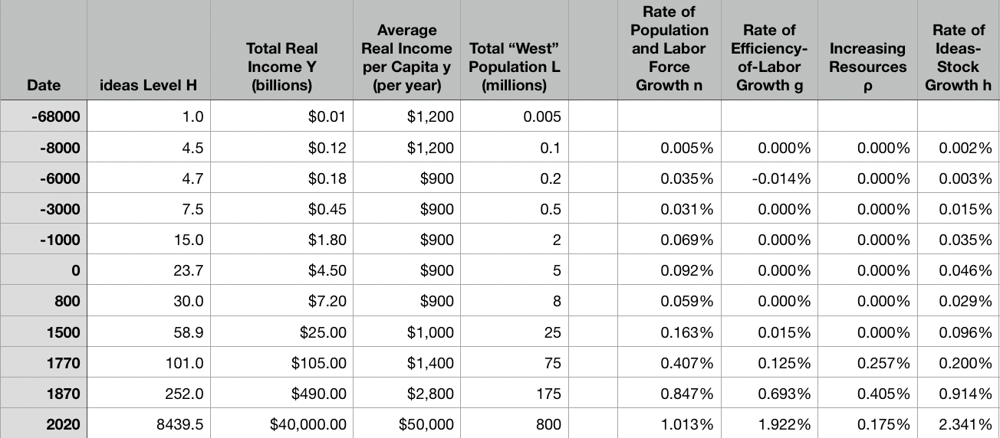 Date ideas Level H Total Real Income Y (billions) Average Real Income per Capita y (per year) Total “West” Population L (millions) Rate of Population and Labor Force Growth n Rate of Efficiency-of-Labor Growth g Increasing Resources ρ Rate of Ideas-Stock Growth h
-68000 1.0 $0.01 $1,200 0.005
-8000 4.5 $0.12 $1,200 0.1 0.005% 0.000% 0.000% 0.002%
-6000 4.7 $0.18 $900 0.2 0.035% -0.014% 0.000% 0.003%
-3000 7.5 $0.45 $900 0.5 0.031% 0.000% 0.000% 0.015%
-1000 15.0 $1.80 $900 2 0.069% 0.000% 0.000% 0.035%
0 23.7 $4.50 $900 5 0.092% 0.000% 0.000% 0.046%
800 30.0 $7.20 $900 8 0.059% 0.000% 0.000% 0.029%
1500 58.9 $25.00 $1,000 25 0.163% 0.015% 0.000% 0.096%
1770 101.0 $105.00 $1,400 75 0.407% 0.125% 0.257% 0.200%
1870 252.0 $490.00 $2,800 175 0.847% 0.693% 0.405% 0.914%
2020 8439.5 $40,000.00 $50,000 800 1.013% 1.922% 0.175% 2.341%